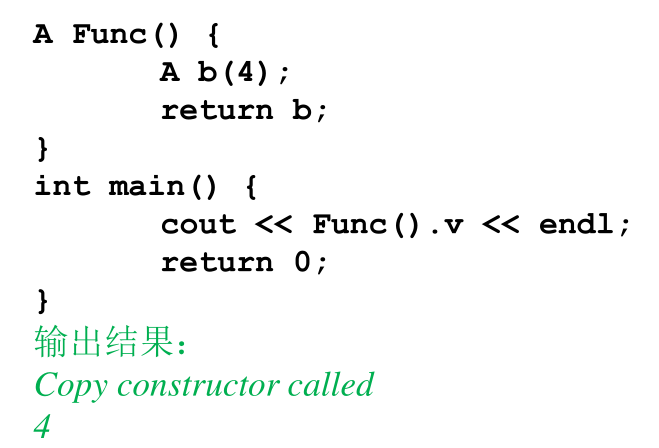 A Func() {
A b(4);
return b;
}
int main() {
cout << Func().v << endl;
return 0;
}
输出结果：
Copy constructor called
4